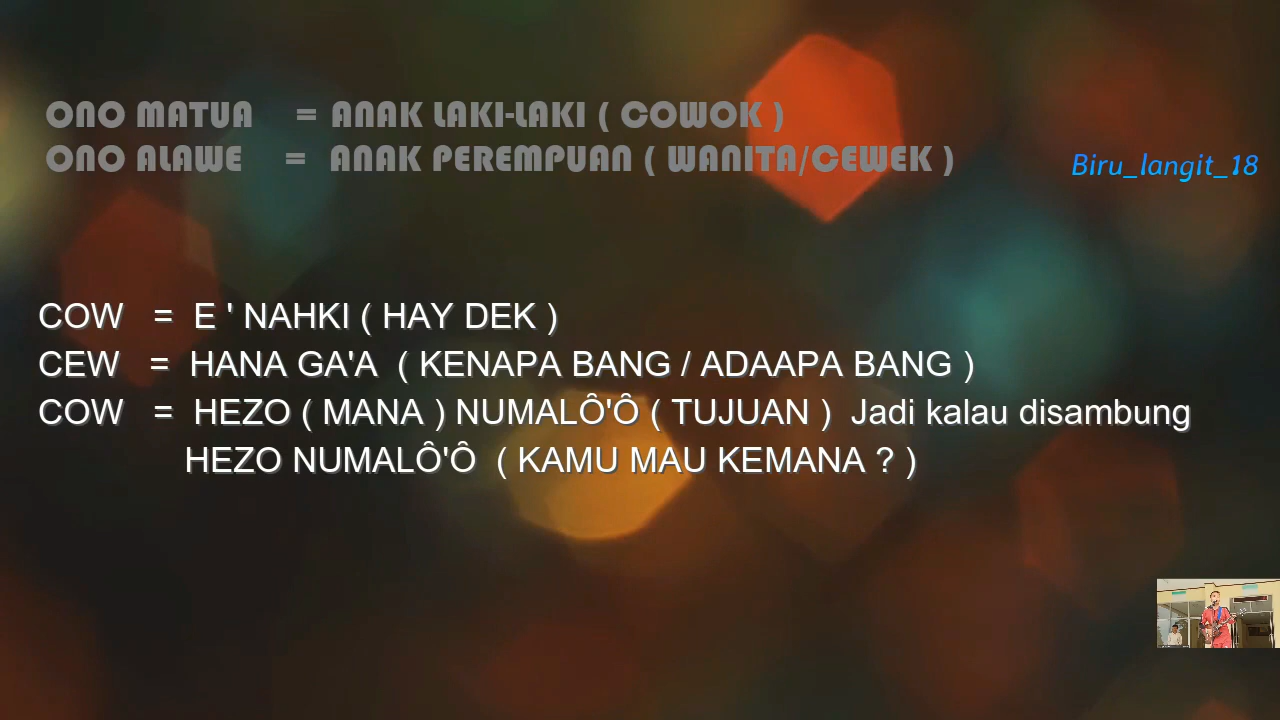 ONO MATUA = ANAK LAKI-LAKI ( COWOK )
ONO ALAWE = ANAK PEREMPUAN ( WANITA/CEWEK )
Biru_langit_18
COW = E ' NAHKI ( HAY DEK )
CEW = HANA GA'A ( KENAPA BANG / ADAAPA BANG )
COW = HEZO ( MANA ) NUMALÔ'Ô ( TUJUAN ) Jadi kalau disambung
HEZO NUMALÔ'Ô ( KAMU MAU KEMANA ? )